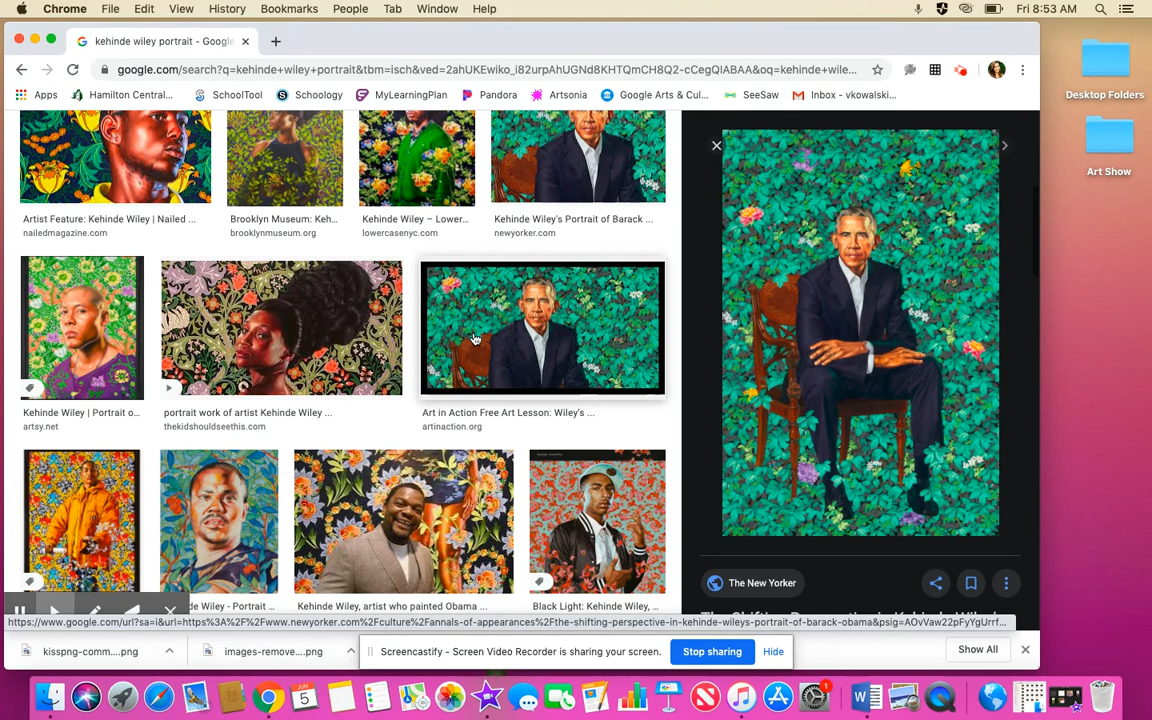 Chrome File Edit View History Bookmarks People Tab Window Help Fri 8:53 AM
kehinde wiley portrait - Google
google.com/search?q=kehinde+wiley+portrait&tbm=isch&ved=2ahUKEwiko_i82urpAhUGNd8KHTQmCH8Q2-cCegQIABAA&oq=kehinde+wile...
Apps Hamilton Central... SchoolTool Schoology MyLearningPlan Pandora Artsonia Google Arts & Cul... SeeSaw Inbox - vkowalski...
Desktop Folders
Art Show
Artist Feature: Kehinde Wiley | Nailed ... Brooklyn Museum: Keh... Kehinde Wiley – Lower... Kehinde Wiley's Portrait of Barack ...
nailedmagazine.com brooklynmuseum.org lowercasenyc.com newyorker.com
Kehinde Wiley | Portrait o... portrait work of artist Kehinde Wiley ... Art in Action Free Art Lesson: Wiley's ...
artsy.net thekidshouldseethis.com artinaction.org
The New Yorker
de Wiley - Portrait ... Kehinde Wiley, artist who painted Obama ... Black Light: Kehinde Wiley, ...
https://www.google.com/url?sa=i&url=https%3A%2F%2Fwww.newyorker.com%2Fculture%2Fannals-of-appearances%2Fthe-shifting-perspective-in-kehinde-wileys-portrait-of-barack-obama&psig=AOvVaw22pFyYgUrrf...
kisspng-comm....png images-remove....png Screencastify - Screen Video Recorder is sharing your screen. Stop sharing Hide Show All
JUN
5
1